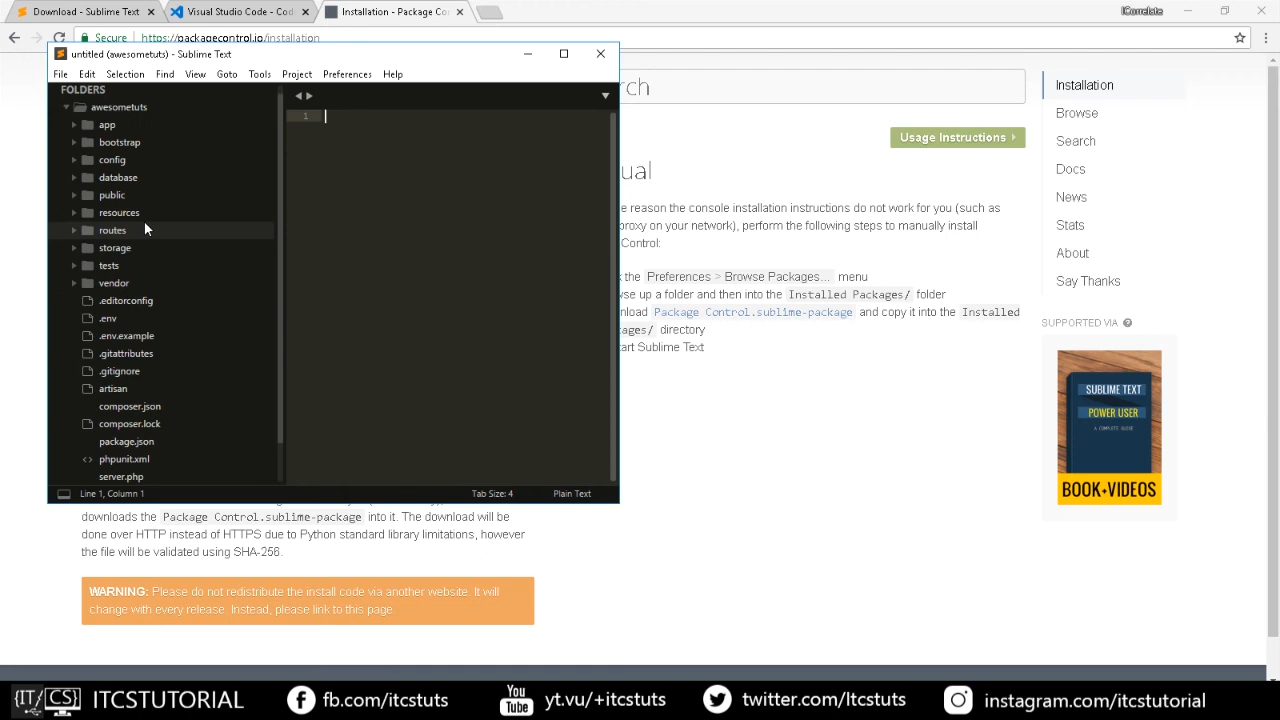 Download - Sublime Text
Visual Studio Code - Cod
Installation - Package Co
ICorrelate
Secure
https://packagecontrol.io/installation
untitled (awesometuts) - Sublime Text
File Edit Selection Find View Goto Tools Project Preferences Help
FOLDERS
awesometuts
app
bootstrap
config
database
public
resources
routes
storage
tests
vendor
.editorconfig
.env
.env.example
.gitattributes
.gitignore
artisan
composer.json
composer.lock
package.json
phpunit.xml
server.php
1
Line 1, Column 1
Tab Size: 4
Plain Text
rch
Usage Instructions
ual
e reason the console installation instructions do not work for you (such as
proxy on your network), perform the following steps to manually install
Control:
k the Preferences > Browse Packages… menu
wse up a folder and then into the Installed Packages/ folder
nload Package Control.sublime-package and copy it into the Installed
ages/ directory
tart Sublime Text
downloads the Package Control.sublime-package into it. The download will be
done over HTTP instead of HTTPS due to Python standard library limitations, however
the file will be validated using SHA-256.
WARNING: Please do not redistribute the install code via another website. It will
change with every release. Instead, please link to this page.
Installation
Browse
Search
Docs
News
Stats
About
Say Thanks
SUPPORTED VIA
SUBLIME TEXT
POWER USER
A COMPLETE GUIDE
BOOK+VIDEOS
{IT/CS}
ITCSTUTORIAL
fb.com/itcstuts
You
Tube
yt.vu/+itcstuts
twitter.com/Itcstuts
instagram.com/itcstutorial